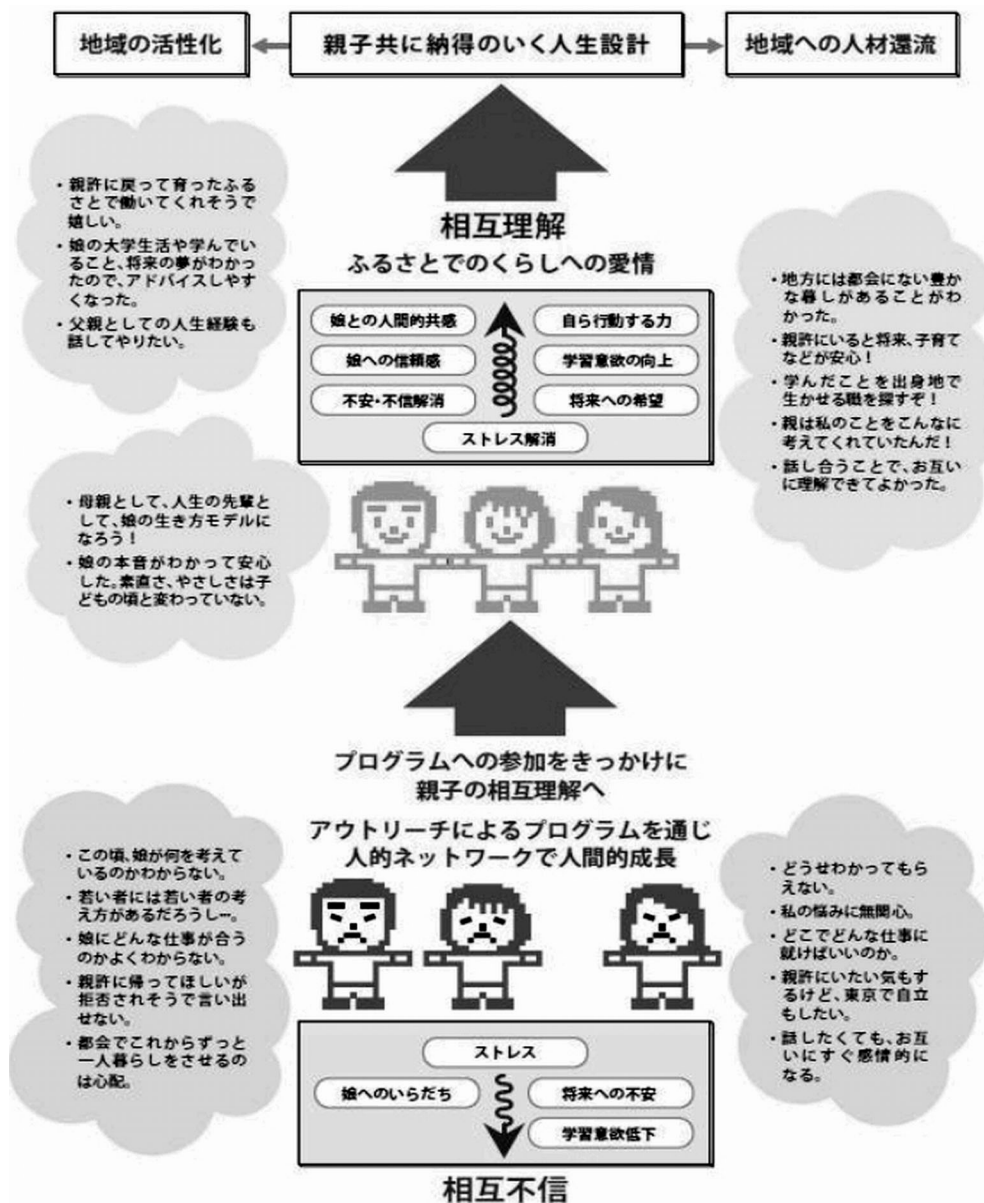 地域の活性化
親子共に納得のいく人生設計
地域への人材還流
・親許に戻って育ったふる
さとで働いてくれそうで
嬉しい。
・娘の大学生活や学んでい
ること、将来の夢がわかっ
たので、アドバイスしやす
くなった。
・父親としての人生経験も
話してやりたい。
相互理解
ふるさとでのくらしへの愛情
娘との人間的共感
自ら行動する力
娘への信頼感
学習意欲の向上
不安・不信解消
将来への希望
ストレス解消
・地方には都会にない豊か
な暮しがあることがわ
かった。
・親許にいると将来、子育て
などが安心！
・学んだことを出身地で
生かせる職を探すぞ！
・親は私のことをこんなに
考えてくれていたんだ！
・話し合うことで、お互い
に理解できてよかった。
・母親として、人生の先輩と
して、娘の生き方モデルに
なろう！
・娘の本音がわかって安心
した。素直さ、やさしさは子
どもの頃と変わっていない。
プログラムへの参加をきっかけに
親子の相互理解へ
アウトリーチによるプログラムを通じ
人的ネットワークで人間的成長
・この頃、娘が何を考えて
いるのかわからない。
・若い者には若い者の考
え方があるだろうし…。
・娘にどんな仕事が合う
のかよくわからない。
・親許に帰ってほしいが
拒否されそうで言い出
せない。
・都会でこれからずっと
一人暮らしをさせるの
は心配。
・どうせわかってもら
えない。
・私の悩みに無関心。
・どこでどんな仕事に
就けばいいのか。
・親許にいたい気もす
るけど、東京で自立
もしたい。
・話したくても、お互
いにすぐ感情的に
なる。
ストレス
娘へのいらだち
将来への不安
学習意欲低下
相互不信